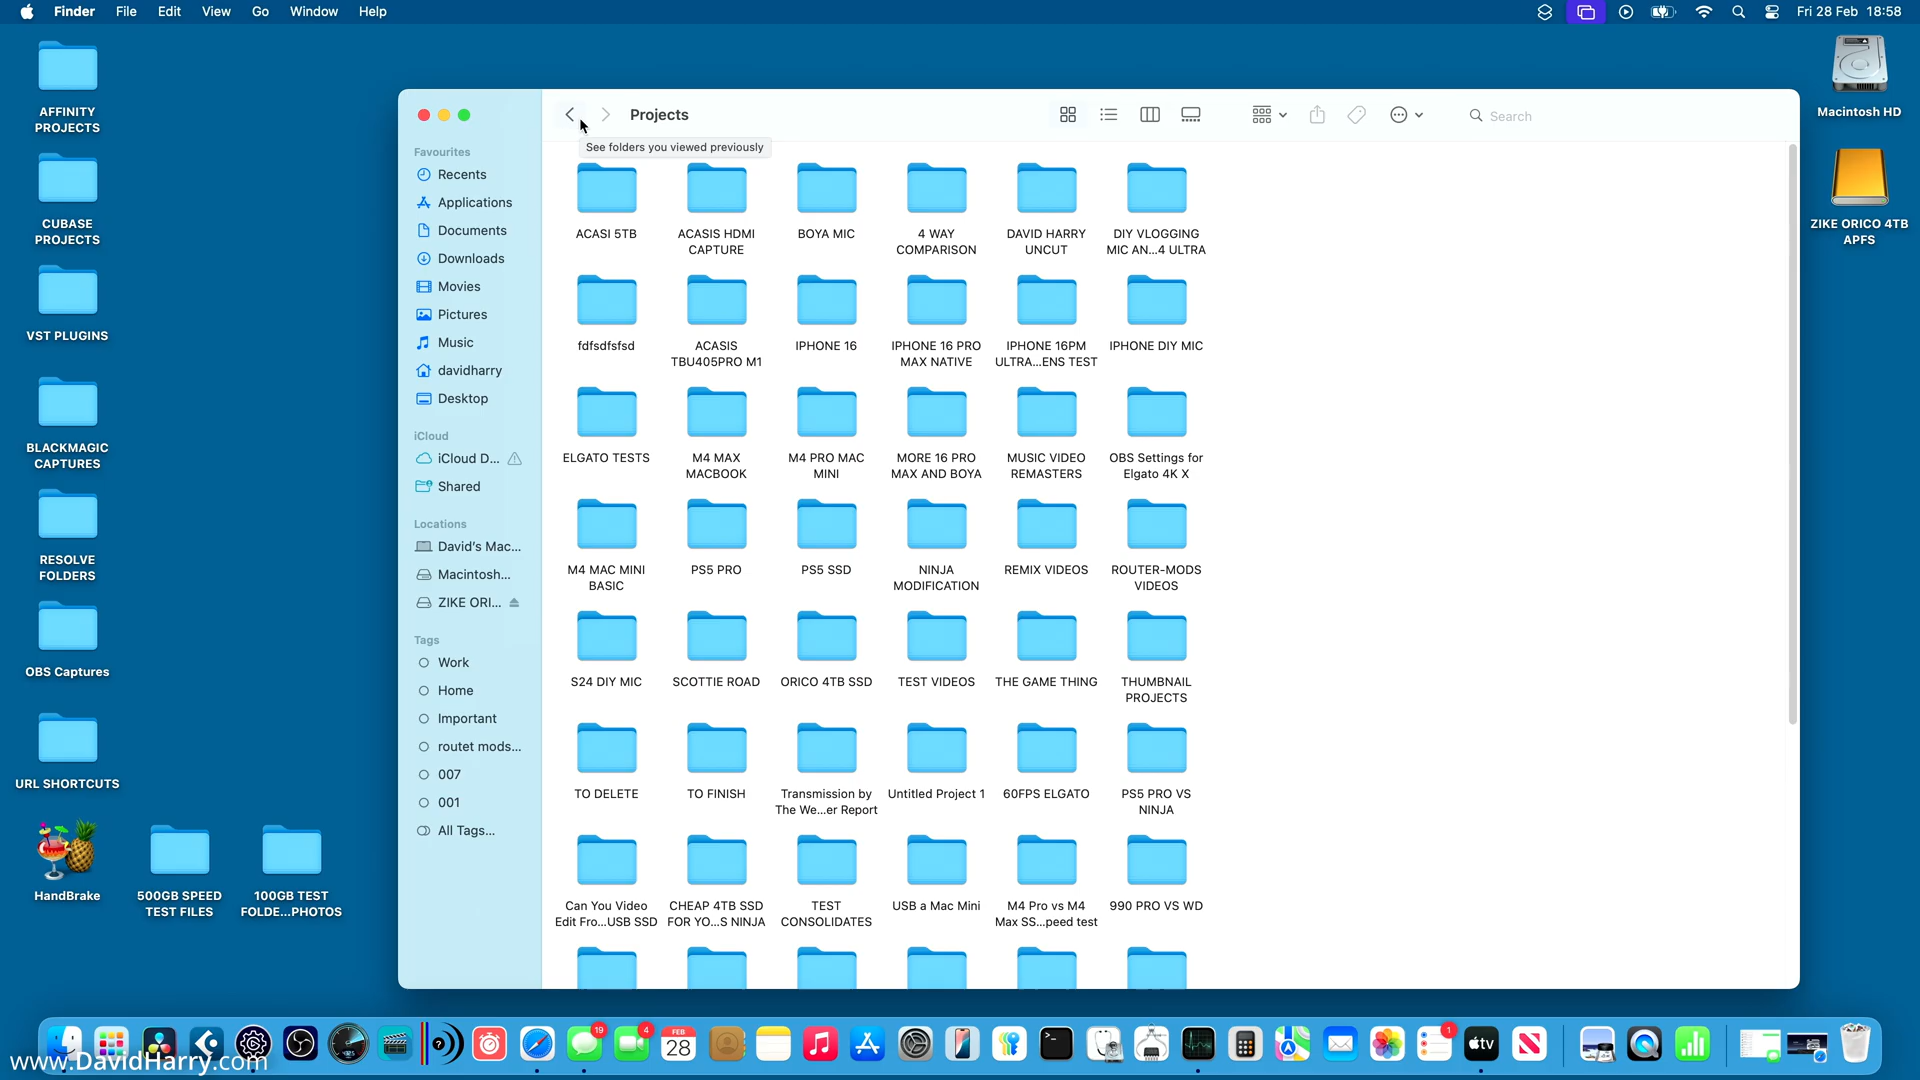 Finder File Edit View Go Window Help
Fri 28 Feb 18:58
AFFINITY
PROJECTS
CUBASE
PROJECTS
VST PLUGINS
BLACKMAGIC
CAPTURES
RESOLVE
FOLDERS
OBS Captures
URL SHORTCUTS
HandBrake
500GB SPEED
TEST FILES
100GB TEST
FOLDE...PHOTOS
Macintosh HD
ZIKE ORICO 4TB
APFS
Projects
Search
See folders you viewed previously
Favourites
Recents
Applications
Documents
Downloads
Movies
Pictures
Music
davidharry
Desktop
iCloud
iCloud D...
Shared
Locations
David's Mac...
Macintosh...
ZIKE ORI...
Tags
Work
Home
Important
routet mods...
007
001
All Tags...
ACASI 5TB
ACASIS HDMI
CAPTURE
BOYA MIC
4 WAY
COMPARISON
DAVID HARRY
UNCUT
DIY VLOGGING
MIC AN...4 ULTRA
fdfsdfsfsd
ACASIS
TBU405PRO M1
IPHONE 16
IPHONE 16 PRO
MAX NATIVE
IPHONE 16PM
ULTRA...ENS TEST
IPHONE DIY MIC
ELGATO TESTS
M4 MAX
MACBOOK
M4 PRO MAC
MINI
MORE 16 PRO
MAX AND BOYA
MUSIC VIDEO
REMASTERS
OBS Settings for
Elgato 4K X
M4 MAC MINI
BASIC
PS5 PRO
PS5 SSD
NINJA
MODIFICATION
REMIX VIDEOS
ROUTER-MODS
VIDEOS
S24 DIY MIC
SCOTTIE ROAD
ORICO 4TB SSD
TEST VIDEOS
THE GAME THING
THUMBNAIL
PROJECTS
TO DELETE
TO FINISH
Transmission by
The We...er Report
Untitled Project 1
60FPS ELGATO
PS5 PRO VS
NINJA
Can You Video
Edit Fro...USB SSD
CHEAP 4TB SSD
FOR YO...S NINJA
TEST
CONSOLIDATES
USB a Mac Mini
M4 Pro vs M4
Max SS...peed test
990 PRO VS WD
19
4
FEB
28
1
tv
www.DavidHarry.com